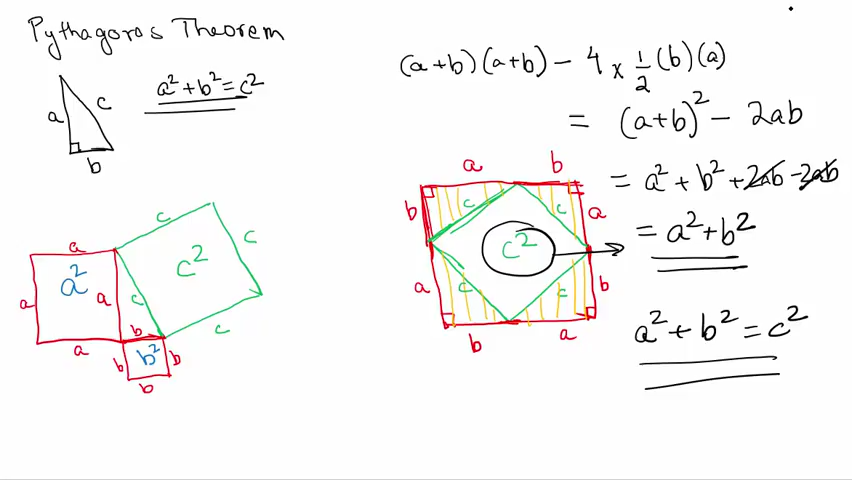 Pythagoras Theorem
a
c
b
a² + b² = c²
(a+b)(a+b) - 4 × 1/2 (b)(a)
= (a+b)² - 2ab
= a² + b² + 2ab - 2ab
= a² + b²
a² + b² = c²
c
a
c²
c
a
a²
a
c
b
c
a
b
b²
b
b
a
b
b
c
c
a
c²
a
c
c
b
b
a